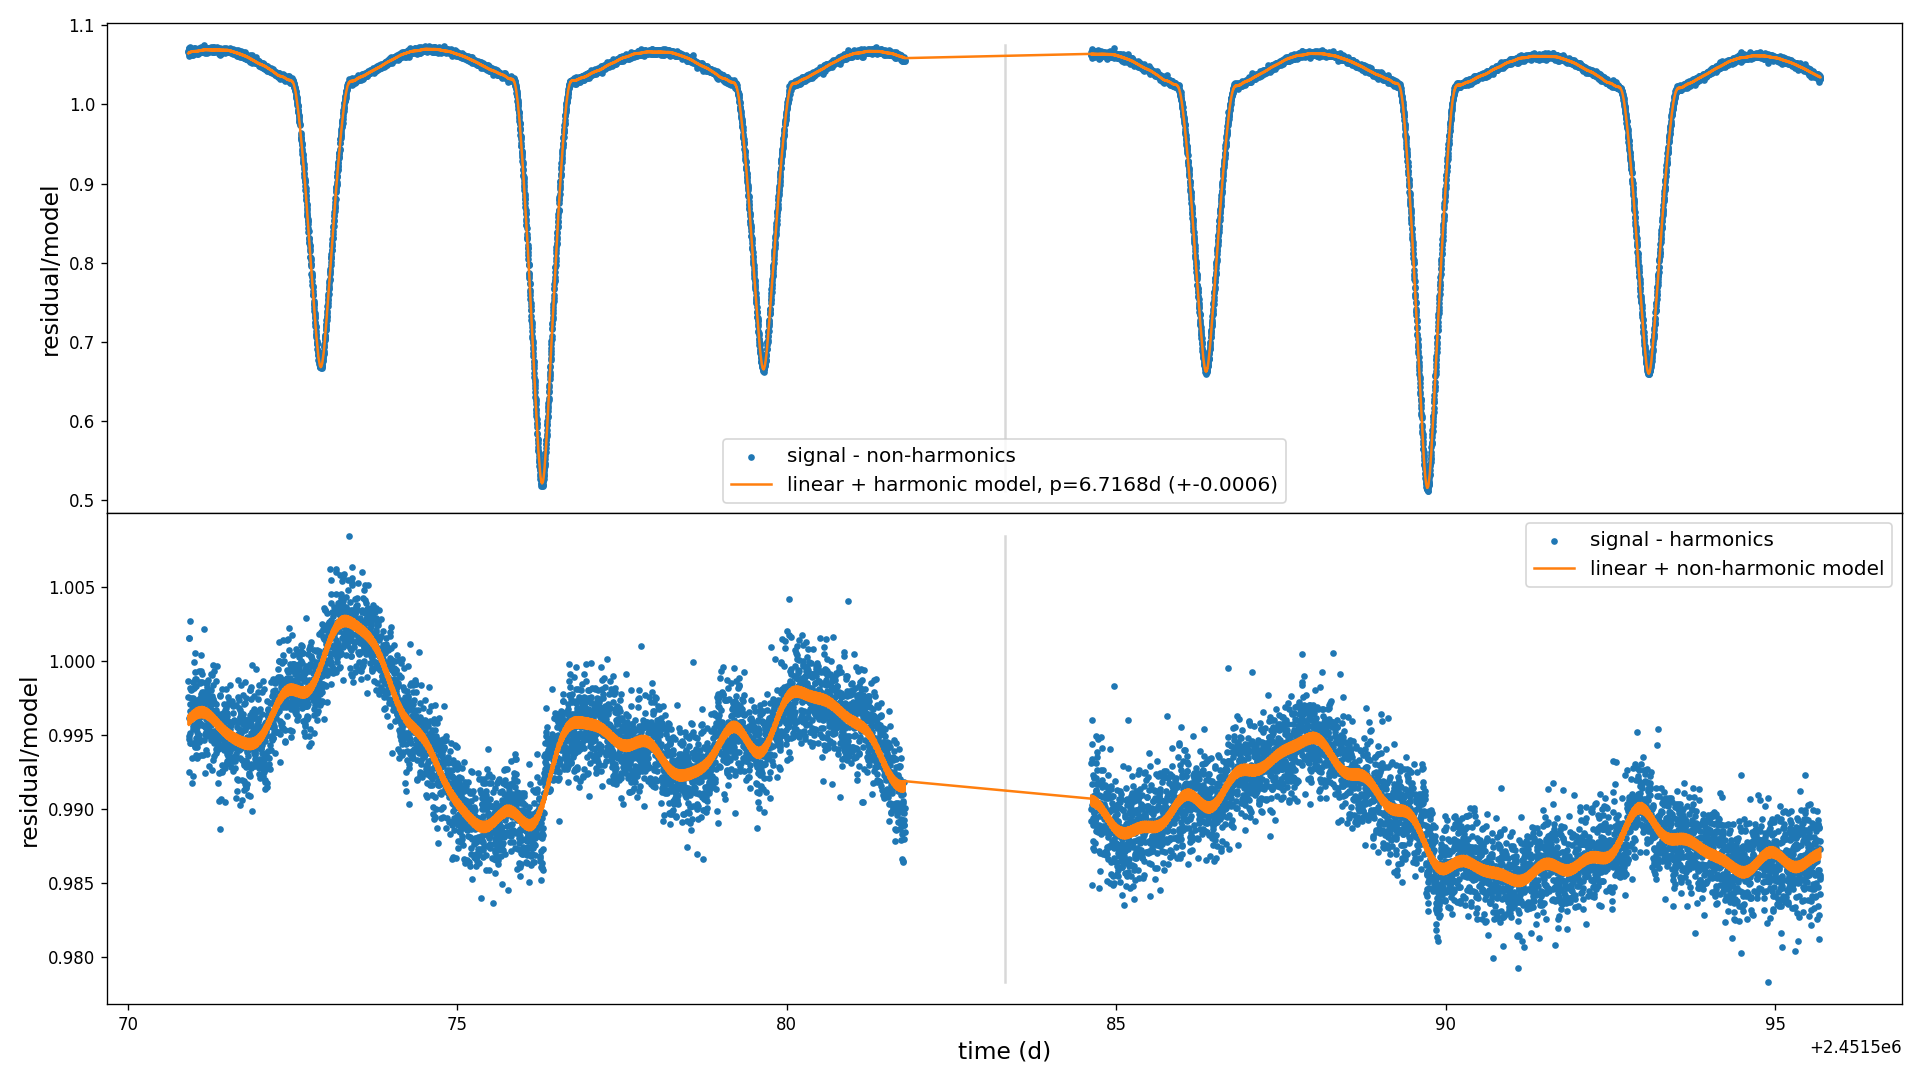 1.1
1.0
0.9
0.8
0.7
0.6
0.5
residual/model
signal - non-harmonics
linear + harmonic model, p=6.7168d (+-0.0006)
signal - harmonics
linear + non-harmonic model
1.005
1.000
0.995
0.990
0.985
0.980
residual/model
70
75
80
85
90
95
time (d)
+2.4515e6